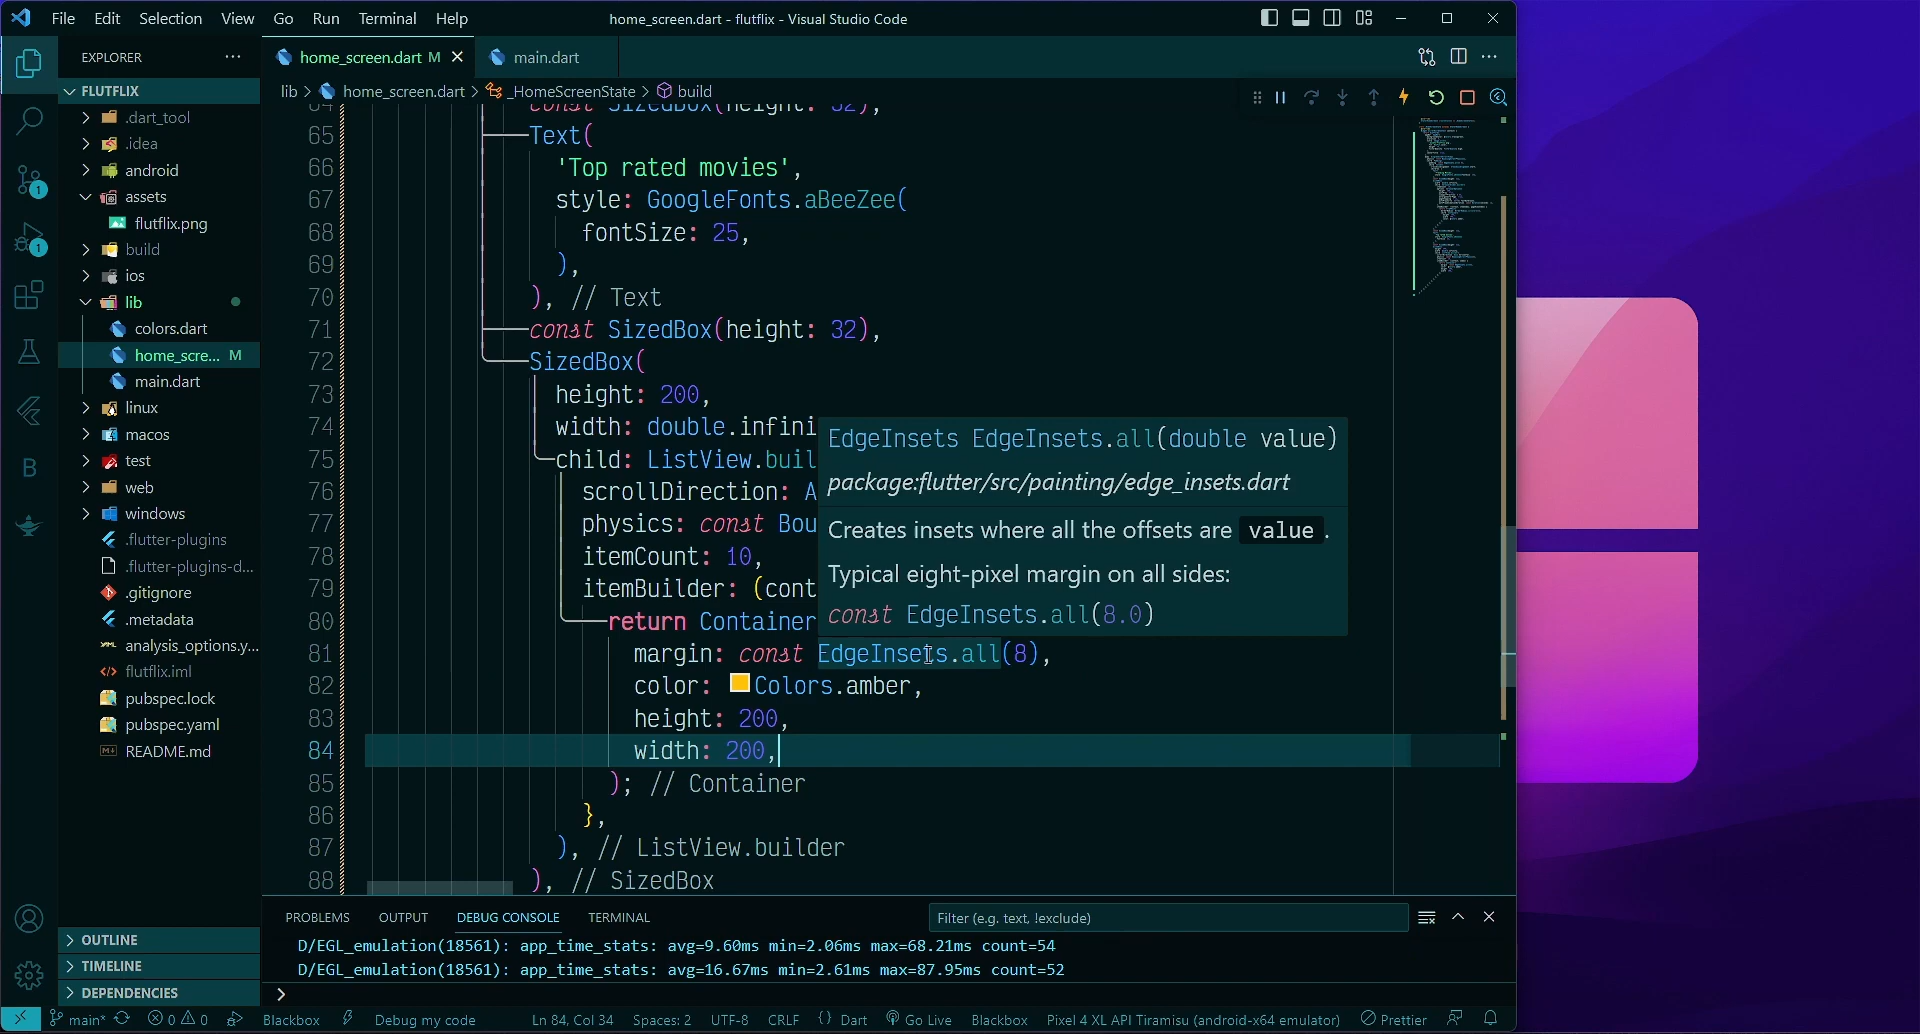 File Edit Selection View Go Run Terminal Help
home_screen.dart - flutflix - Visual Studio Code
EXPLORER
home_screen.dart M
main.dart
FLUTFLIX
lib > home_screen.dart > _HomeScreenState > build
.dart_tool
.idea
android
assets
flutflix.png
build
ios
lib
colors.dart
home_scre... M
main.dart
linux
macos
test
web
windows
.flutter-plugins
.flutter-plugins-d...
.gitignore
.metadata
analysis_options.y...
flutflix.iml
pubspec.lock
pubspec.yaml
README.md
OUTLINE
TIMELINE
DEPENDENCIES
64 const SizedBox(height: 32),
65 Text(
66 'Top rated movies',
67 style: GoogleFonts.aBeeZee(
68 fontSize: 25,
69 ),
70 ), // Text
71 const SizedBox(height: 32),
72 SizedBox(
73 height: 200,
74 width: double.infini
75 child: ListView.buil
76 scrollDirection: A
77 physics: const Bou
78 itemCount: 10,
79 itemBuilder: (cont
80 return Container
81 margin: const EdgeInsets.all(8),
82 color: Colors.amber,
83 height: 200,
84 width: 200,
85 ); // Container
86 },
87 ), // ListView.builder
88 ), // SizedBox
EdgeInsets EdgeInsets.all(double value)
package:flutter/src/painting/edge_insets.dart
Creates insets where all the offsets are value .
Typical eight-pixel margin on all sides:
const EdgeInsets.all(8.0)
PROBLEMS OUTPUT DEBUG CONSOLE TERMINAL
Filter (e.g. text, !exclude)
D/EGL_emulation(18561): app_time_stats: avg=9.60ms min=2.06ms max=68.21ms count=54
D/EGL_emulation(18561): app_time_stats: avg=16.67ms min=2.61ms max=87.95ms count=52
main* 0 0 Blackbox Debug my code Ln 84, Col 34 Spaces: 2 UTF-8 CRLF {} Dart Go Live Blackbox Pixel 4 XL API Tiramisu (android-x64 emulator) Prettier